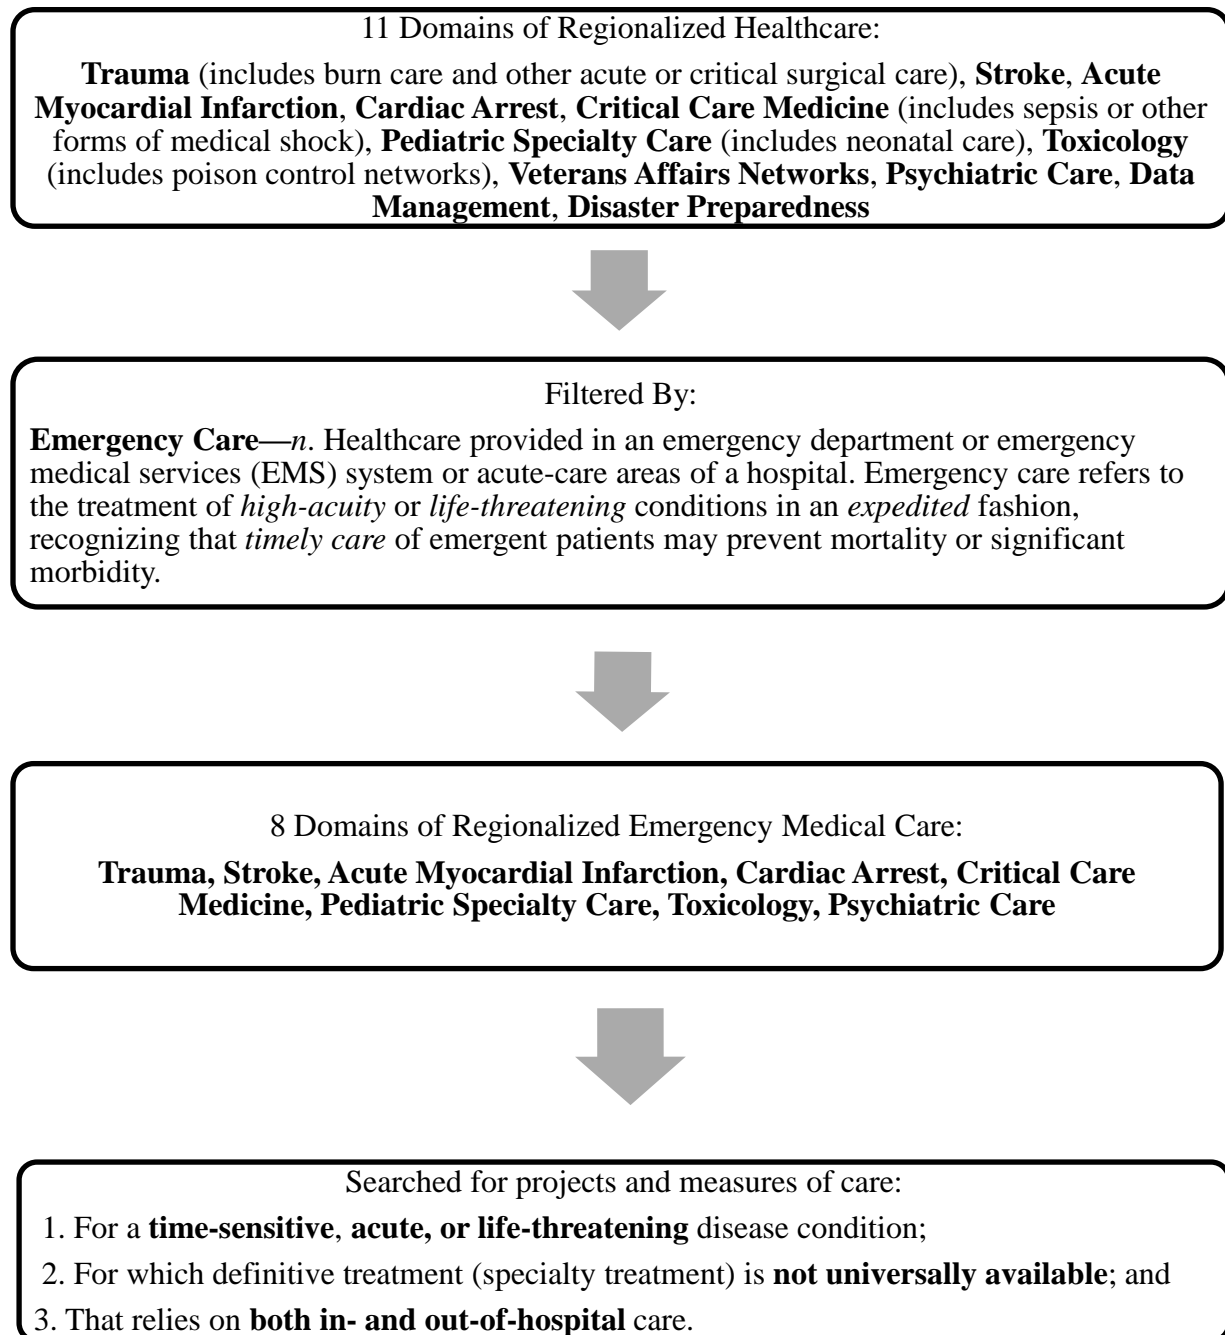 11 Domains of Regionalized Healthcare:
Trauma (includes burn care and other acute or critical surgical care), Stroke, Acute
Myocardial Infarction, Cardiac Arrest, Critical Care Medicine (includes sepsis or other
forms of medical shock), Pediatric Specialty Care (includes neonatal care), Toxicology
(includes poison control networks), Veterans Affairs Networks, Psychiatric Care, Data
Management, Disaster Preparedness
Filtered By:
Emergency Care—n. Healthcare provided in an emergency department or emergency
medical services (EMS) system or acute-care areas of a hospital. Emergency care refers to
the treatment of high-acuity or life-threatening conditions in an expedited fashion,
recognizing that timely care of emergent patients may prevent mortality or significant
morbidity.
8 Domains of Regionalized Emergency Medical Care:
Trauma, Stroke, Acute Myocardial Infarction, Cardiac Arrest, Critical Care
Medicine, Pediatric Specialty Care, Toxicology, Psychiatric Care
Searched for projects and measures of care:
1. For a time-sensitive, acute, or life-threatening disease condition;
2. For which definitive treatment (specialty treatment) is not universally available; and
3. That relies on both in- and out-of-hospital care.